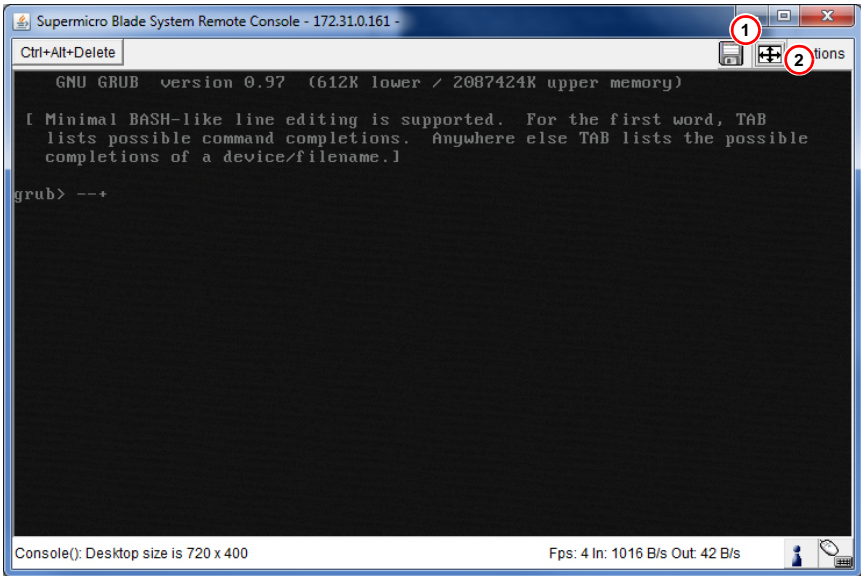 Supermicro Blade System Remote Console - 172.31.0.161 -
1
Ctrl+Alt+Delete
2
tions
GNU GRUB version 0.97 (612K lower / 2087424K upper memory)
[ Minimal BASH-like line editing is supported. For the first word, TAB
lists possible command completions. Anywhere else TAB lists the possible
completions of a device/filename.]
grub> --+
Console(): Desktop size is 720 x 400
Fps: 4 In: 1016 B/s Out: 42 B/s